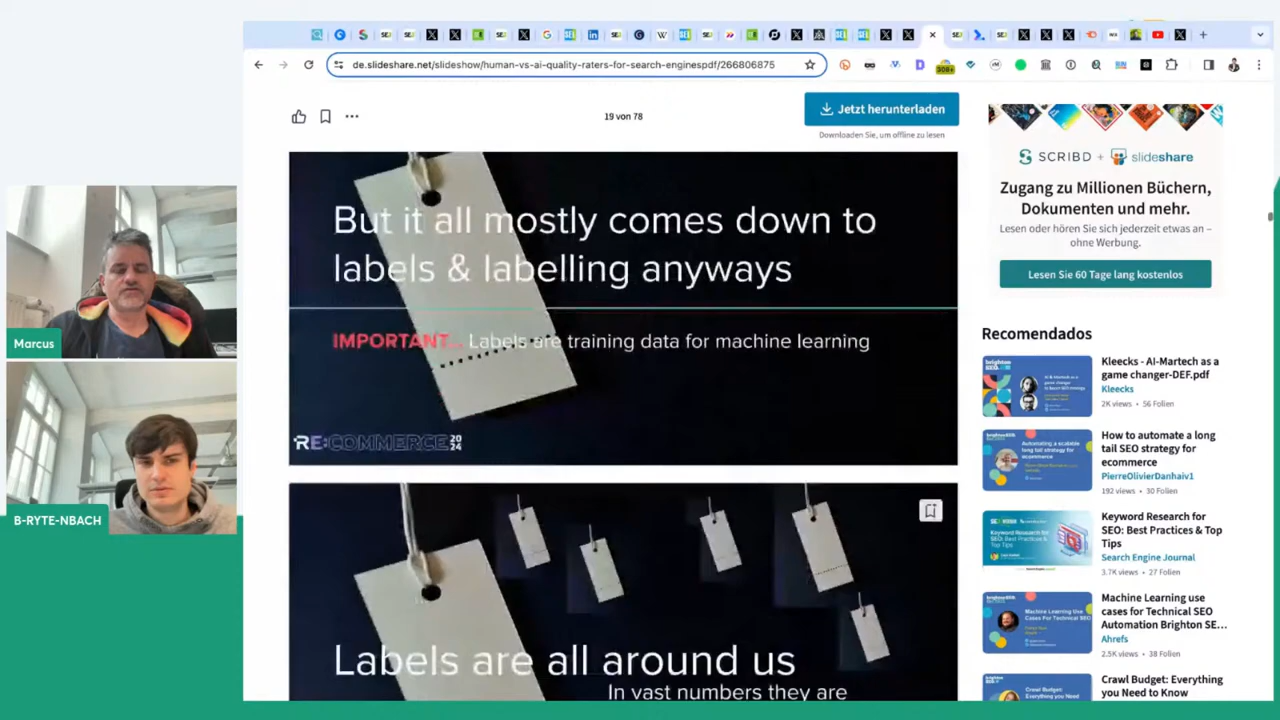 de.slideshare.net/slideshow/human-vs-ai-quality-raters-for-search-enginespdf/266806875
19 von 78
Jetzt herunterladen
Downloaden Sie, um offline zu lesen
But it all mostly comes down to
labels & labelling anyways
IMPORTANT... Labels are training data for machine learning
RE:COMMERCE 20
24
Labels are all around us
In vast numbers they are
Marcus
B-RYTE-NBACH
SCRIBD + slideshare
Zugang zu Millionen Büchern,
Dokumenten und mehr.
Lesen oder hören Sie sich jederzeit etwas an –
ohne Werbung.
Lesen Sie 60 Tage lang kostenlos
Recomendados
Kleecks - AI-Martech as a
game changer-DEF.pdf
Kleecks
2K views • 56 Folien
How to automate a long
tail SEO strategy for
ecommerce
PierreOlivierDanhaiv1
192 views • 30 Folien
Keyword Research for
SEO: Best Practices & Top
Tips
Search Engine Journal
3.7K views • 27 Folien
Machine Learning use
cases for Technical SEO
Automation Brighton SE...
Ahrefs
2.5K views • 38 Folien
Crawl Budget: Everything
you Need to Know